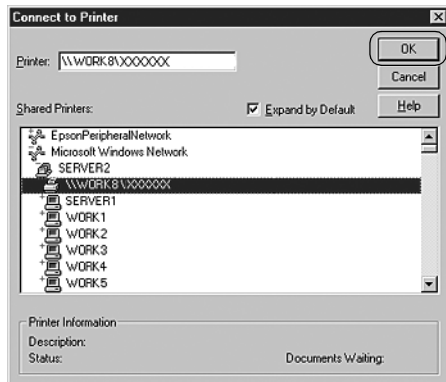 Connect to Printer
Printer: \\WORK8\XXXXXX
OK
Cancel
Help
Shared Printers:
Expand by Default
EpsonPeripheralNetwork
Microsoft Windows Network
SERVER2
\\WORK8\XXXXXX
SERVER1
WORK1
WORK2
WORK3
WORK4
WORK5
Printer Information
Description:
Status:
Documents Waiting: